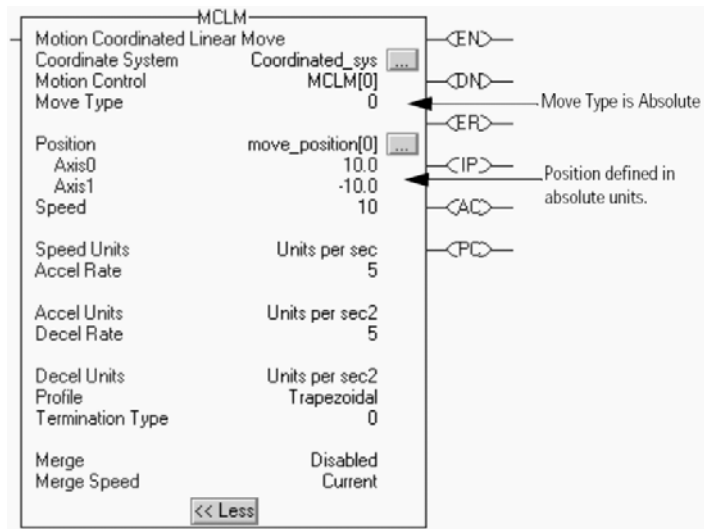 MCLM
Motion Coordinated Linear Move
Coordinate System Coordinated_sys ...
Motion Control MCLM[0]
Move Type 0
Position move_position[0] ...
Axis0 10.0
Axis1 -10.0
Speed 10
Speed Units Units per sec
Accel Rate 5
Accel Units Units per sec2
Decel Rate 5
Decel Units Units per sec2
Profile Trapezoidal
Termination Type 0
Merge Disabled
Merge Speed Current
<< Less
EN
DN
ER
IP
AC
PC
Move Type is Absolute
Position defined in
absolute units.